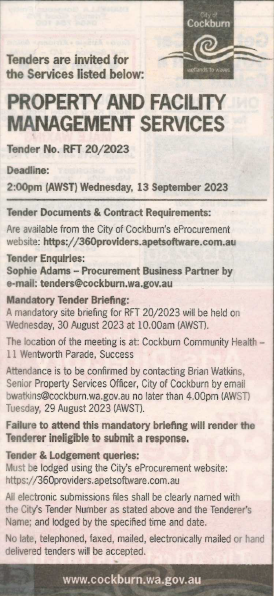 City of
Cockburn
wetlands to waves
Tenders are invited for
the Services listed below:
PROPERTY AND FACILITY
MANAGEMENT SERVICES
Tender No. RFT 20/2023
Deadline:
2:00pm (AWST) Wednesday, 13 September 2023
Tender Documents & Contract Requirements:
Are available from the City of Cockburn's eProcurement
website: https://360providers.apetsoftware.com.au
Tender Enquiries:
Sophie Adams – Procurement Business Partner by
e-mail: tenders@cockburn.wa.gov.au
Mandatory Tender Briefing:
A mandatory site briefing for RFT 20/2023 will be held on
Wednesday, 30 August 2023 at 10.00am (AWST).
The location of the meeting is at: Cockburn Community Health –
11 Wentworth Parade, Success
Attendance is to be confirmed by contacting Brian Watkins,
Senior Property Services Officer, City of Cockburn by email
bwatkins@cockburn.wa.gov.au no later than 4.00pm (AWST)
Tuesday, 29 August 2023 (AWST).
Failure to attend this mandatory briefing will render the
Tenderer ineligible to submit a response.
Tender & Lodgement queries:
Must be lodged using the City's eProcurement website:
https://360providers.apetsoftware.com.au
All electronic submissions files shall be clearly named with
the City's Tender Number as stated above and the Tenderer's
Name; and lodged by the specified time and date.
No late, telephoned, faxed, mailed, electronically mailed or hand
delivered tenders will be accepted.
www.cockburn.wa.gov.au